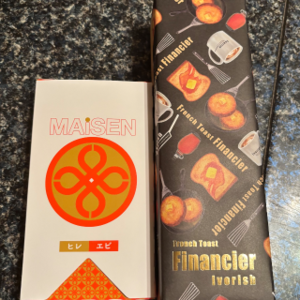 MAiSEN
ヒレ エビ
Financier
French Toast
Financier
French Toast
Financier
French Toast
Financier
Ivorish